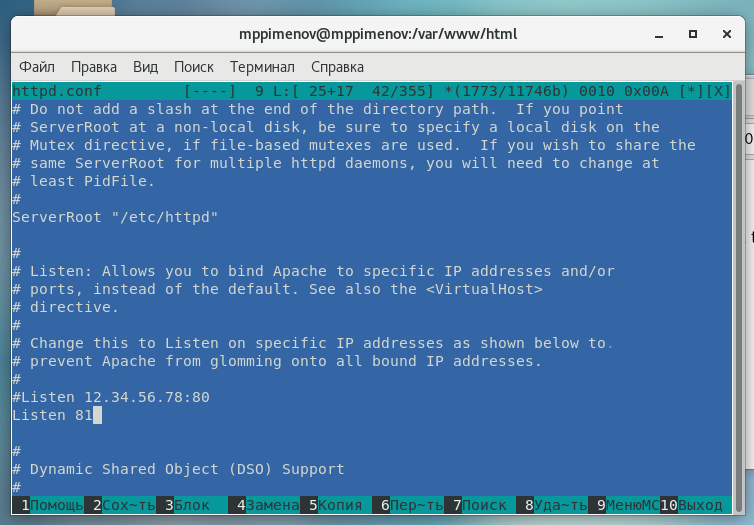 mppimenov@mppimenov:/var/www/html
Файл Правка Вид Поиск Терминал Справка
httpd.conf [----] 9 L:[ 25+17 42/355] *(1773/11746b) 0010 0x00A [*][X]
# Do not add a slash at the end of the directory path. If you point
# ServerRoot at a non-local disk, be sure to specify a local disk on the
# Mutex directive, if file-based mutexes are used. If you wish to share the
# same ServerRoot for multiple httpd daemons, you will need to change at
# least PidFile.
#
ServerRoot "/etc/httpd"
#
# Listen: Allows you to bind Apache to specific IP addresses and/or
# ports, instead of the default. See also the <VirtualHost>
# directive.
#
# Change this to Listen on specific IP addresses as shown below to.
# prevent Apache from glomming onto all bound IP addresses.
#
#Listen 12.34.56.78:80
Listen 81
#
# Dynamic Shared Object (DSO) Support
#
1Помощь 2Сох~ть 3Блок 4Замена 5Копия 6Пер~ть 7Поиск 8Уда~ть 9МенюMC 10Выход